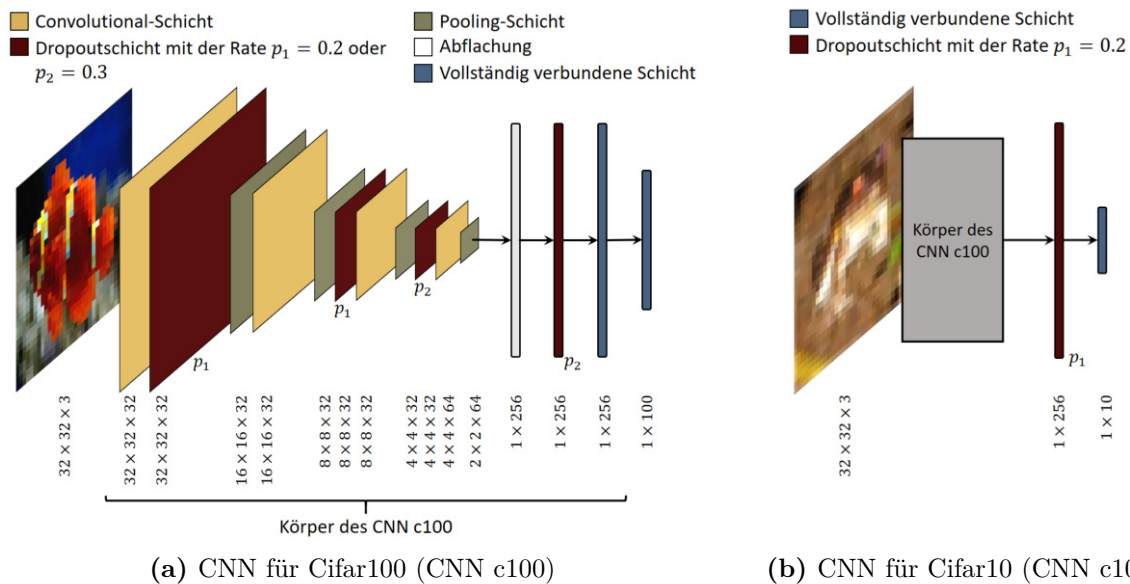 Convolutional-Schicht
Dropoutschicht mit der Rate p₁ = 0.2 oder
p₂ = 0.3
Pooling-Schicht
Abflachung
Vollständig verbundene Schicht
p₁
p₁
p₂
p₂
32 × 32 × 3
32 × 32 × 32
32 × 32 × 32
16 × 16 × 32
16 × 16 × 32
8 × 8 × 32
8 × 8 × 32
8 × 8 × 32
4 × 4 × 32
4 × 4 × 32
4 × 4 × 64
2 × 2 × 64
1 × 256
1 × 256
1 × 256
1 × 100
Körper des CNN c100
(a) CNN für Cifar100 (CNN c100)
Vollständig verbundene Schicht
Dropoutschicht mit der Rate p₁ = 0.2
Körper des
CNN c100
p₁
32 × 32 × 3
1 × 256
1 × 10
(b) CNN für Cifar10 (CNN